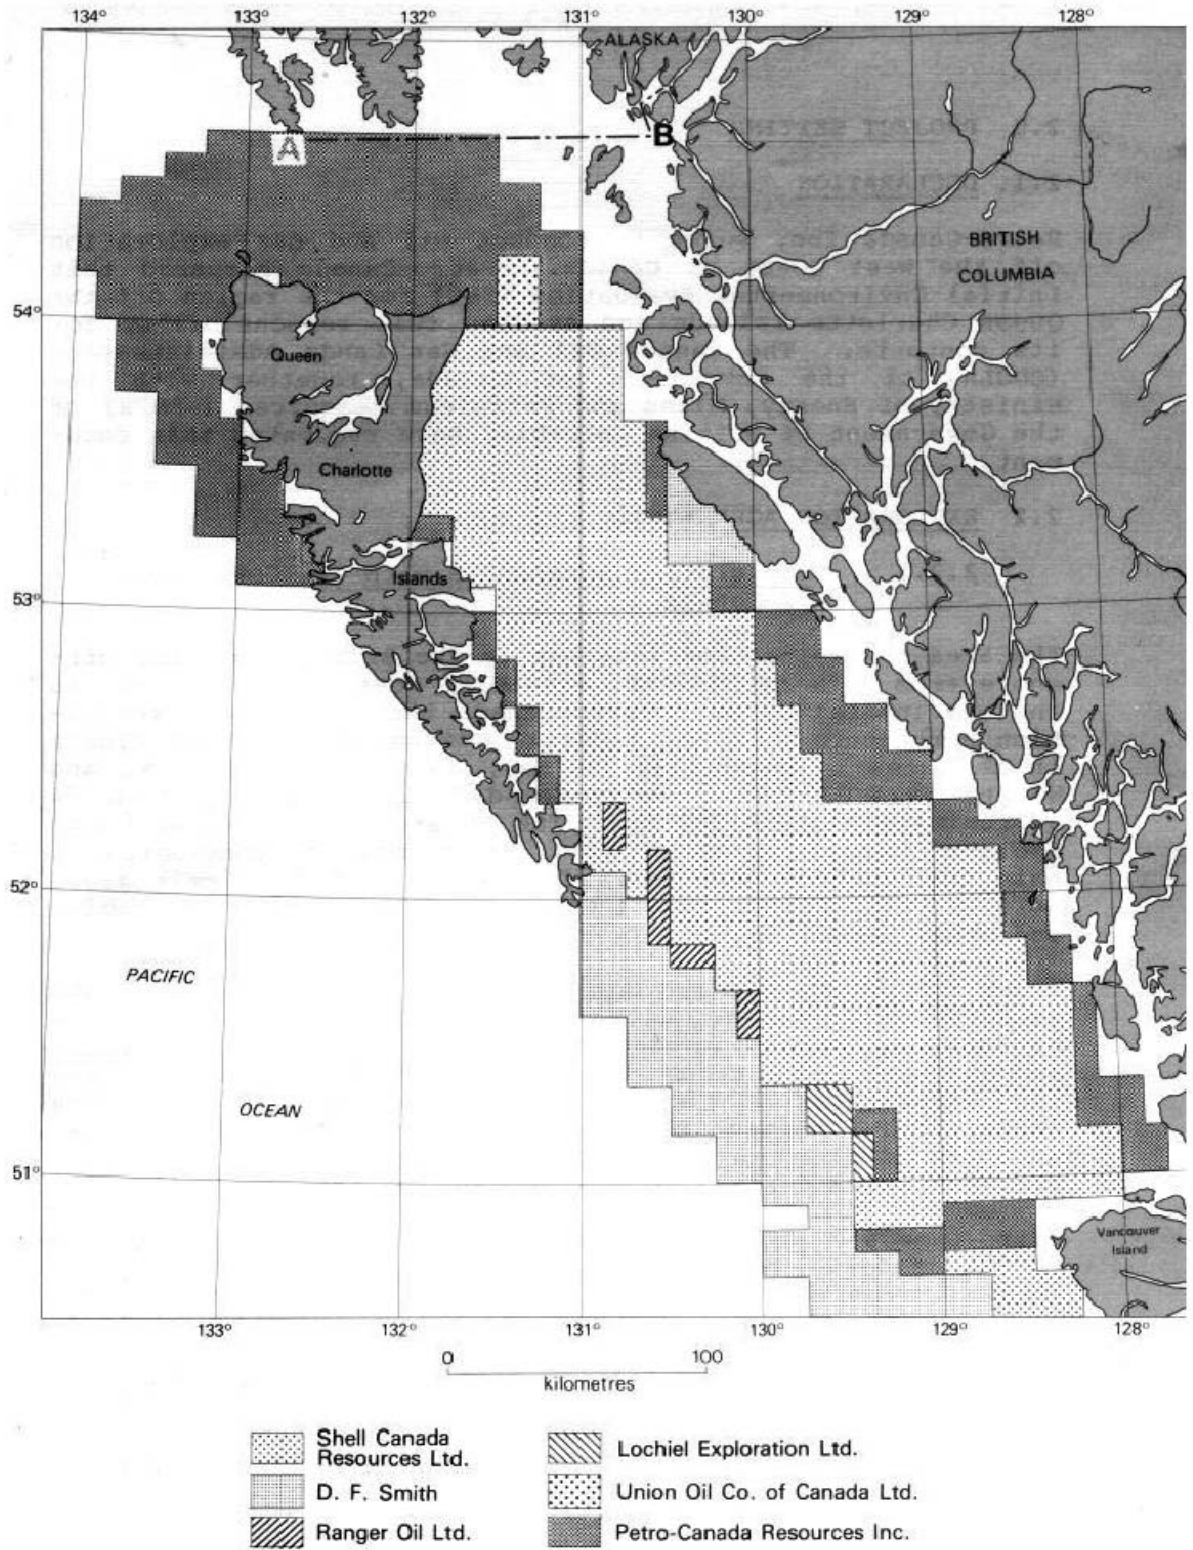 134° 133° 132° 131° 130° 129° 128°
ALASKA
A
B
BRITISH
COLUMBIA
54°
Queen
Charlotte
Islands
53°
52°
PACIFIC
OCEAN
51°
Vancouver
Island
133° 132° 131° 130° 129° 128°
0 100
kilometres
Shell Canada
Resources Ltd.
Lochiel Exploration Ltd.
D. F. Smith
Union Oil Co. of Canada Ltd.
Ranger Oil Ltd.
Petro-Canada Resources Inc.